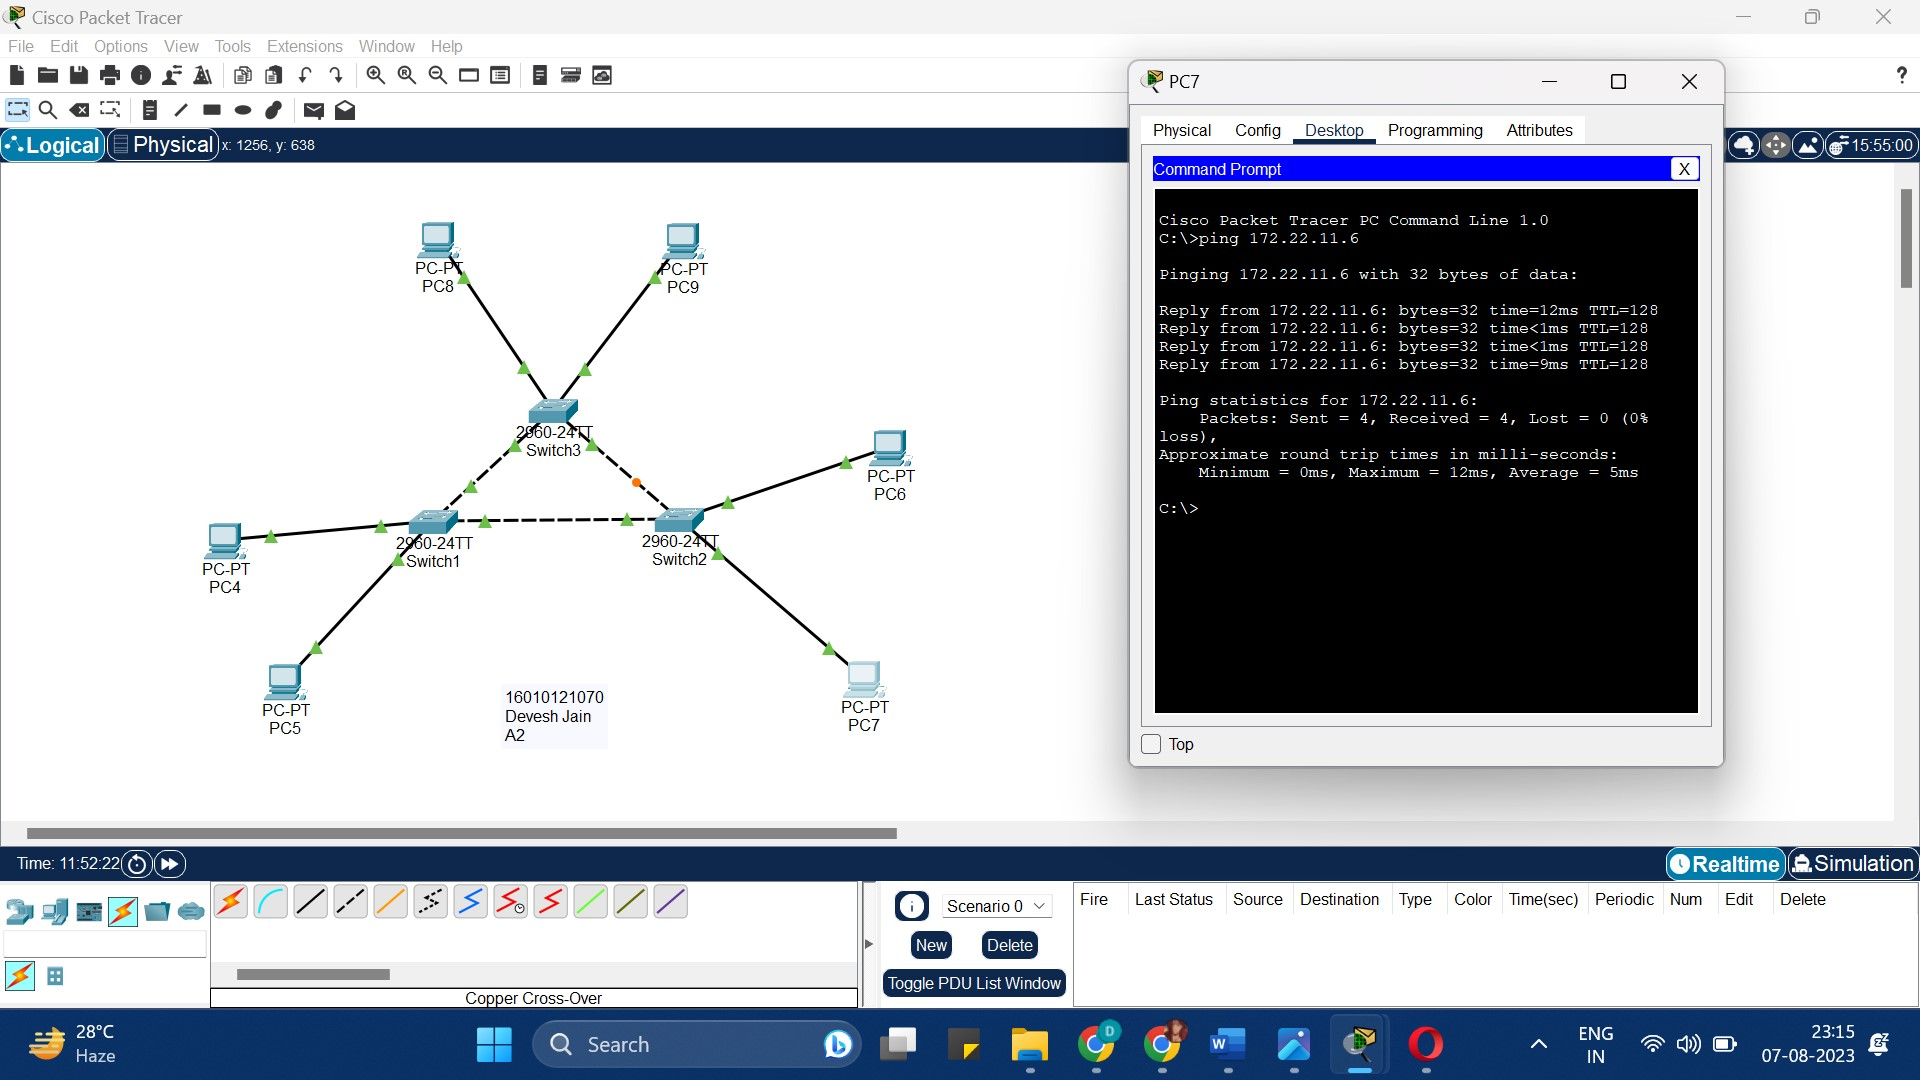 Cisco Packet Tracer
File Edit Options View Tools Extensions Window Help
Logical Physical x: 1256, y: 638
15:55:00
PC7
Physical Config Desktop Programming Attributes
Command Prompt X
Cisco Packet Tracer PC Command Line 1.0
C:\>ping 172.22.11.6
Pinging 172.22.11.6 with 32 bytes of data:
Reply from 172.22.11.6: bytes=32 time=12ms TTL=128
Reply from 172.22.11.6: bytes=32 time<1ms TTL=128
Reply from 172.22.11.6: bytes=32 time<1ms TTL=128
Reply from 172.22.11.6: bytes=32 time=9ms TTL=128
Ping statistics for 172.22.11.6:
Packets: Sent = 4, Received = 4, Lost = 0 (0%
loss),
Approximate round trip times in milli-seconds:
Minimum = 0ms, Maximum = 12ms, Average = 5ms
C:\>
Top
PC-PT
PC8
PC-PT
PC9
2960-24TT
Switch3
PC-PT
PC6
2960-24TT
Switch1
2960-24TT
Switch2
PC-PT
PC4
PC-PT
PC5
PC-PT
PC7
16010121070
Devesh Jain
A2
Time: 11:52:22
Realtime Simulation
Scenario 0
New Delete
Toggle PDU List Window
Fire Last Status Source Destination Type Color Time(sec) Periodic Num Edit Delete
Copper Cross-Over
28°C
Haze
Search
ENG
IN
23:15
07-08-2023